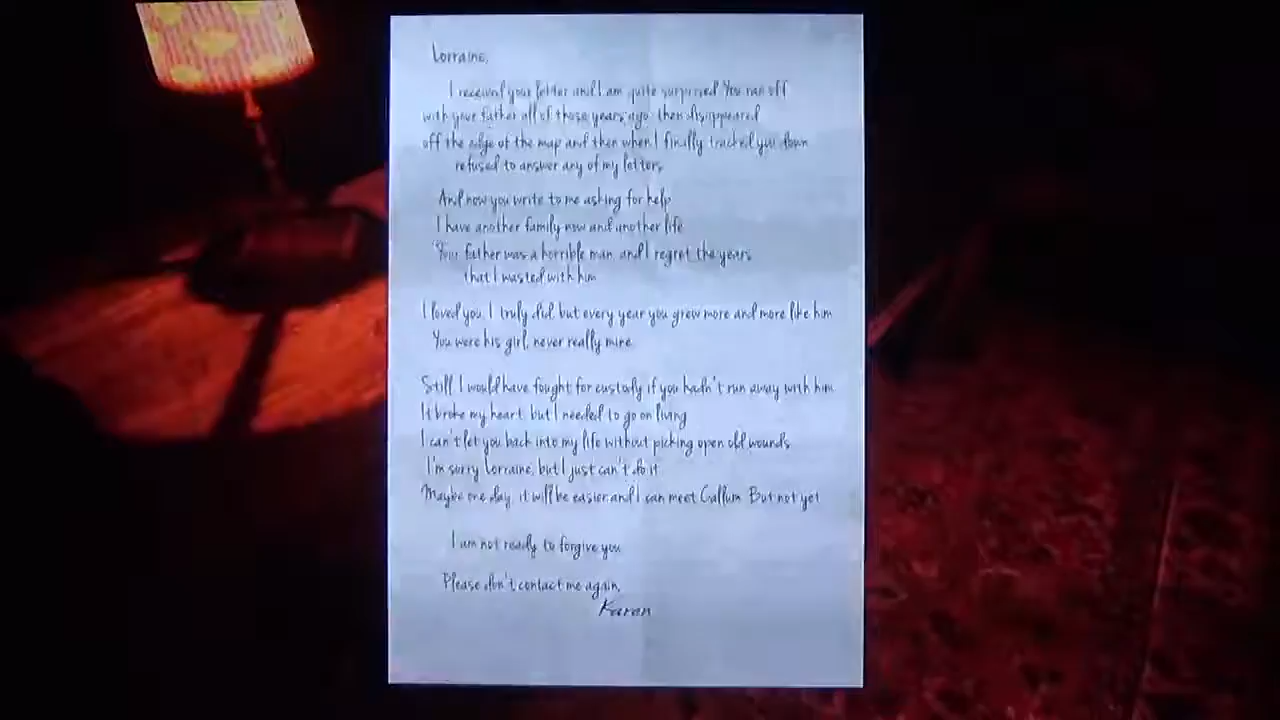 Lorraine,
I received your letter and I am quite surprised You ran off
with your father all of those years ago, then disappeared
off the edge of the map and then when I finally tracked you down
refused to answer any of my letters.
And now you write to me asking for help
I have another family now and another life
Your father was a horrible man, and I regret the years
that I wasted with him
I loved you, I truly did, but every year you grew more and more like him
You were his girl, never really mine.
Still I would have fought for custody if you hadn't run away with him
It broke my heart, but I needed to go on living
I can't let you back into my life without picking open old wounds
I'm sorry Lorraine, but I just can't do it
Maybe one day, it will be easier and I can meet Callum. But not yet
I am not ready to forgive you
Please don't contact me again,
Karen